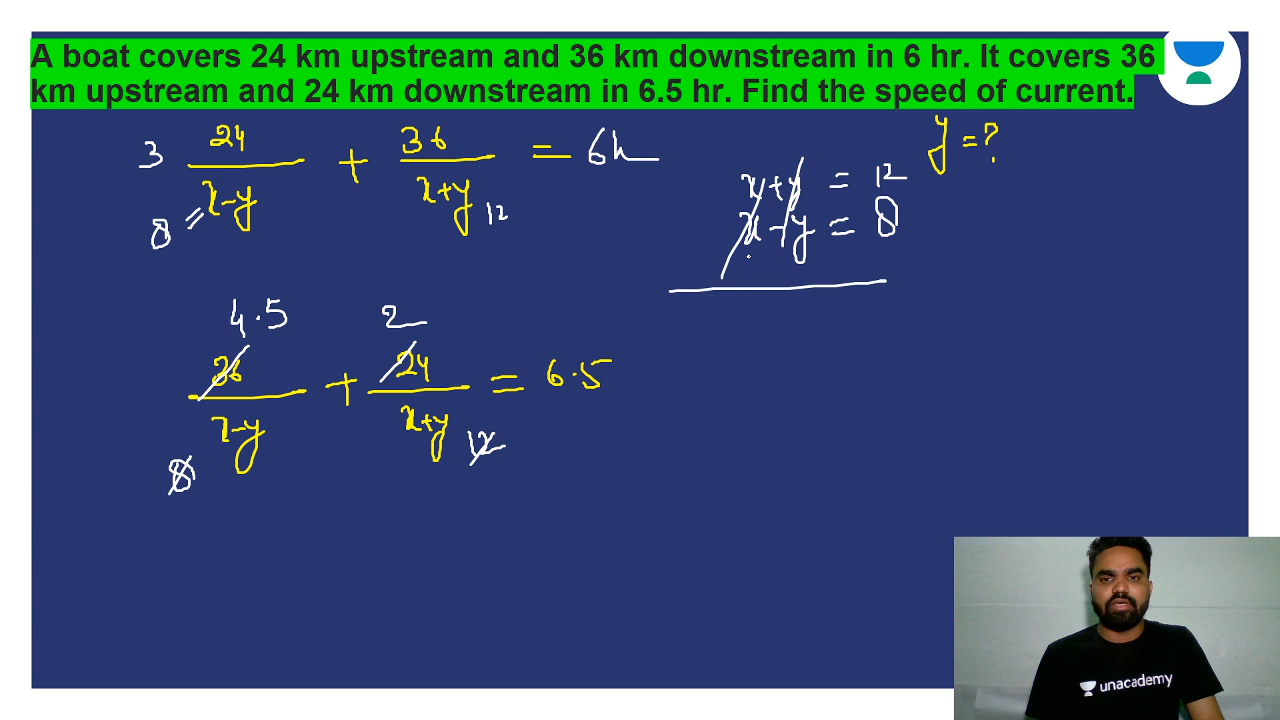 A boat covers 24 km upstream and 36 km downstream in 6 hr. It covers 36
km upstream and 24 km downstream in 6.5 hr. Find the speed of current.
3 24/x-y + 36/x+y = 6h
8 = 12
y = ?
x+y = 12
x-y = 8
4.5 2
36/x-y + 24/x+y = 6.5
8 12
unacademy